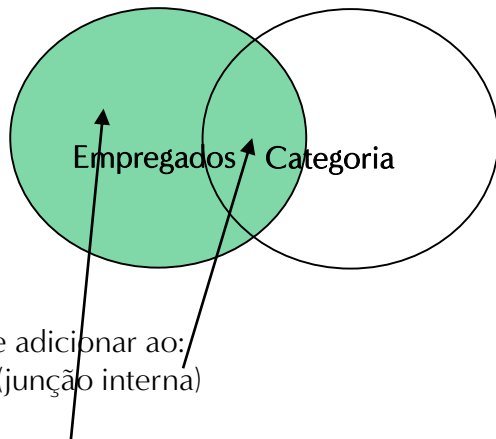 Empregados Categoria
e adicionar ao:
(junção interna)